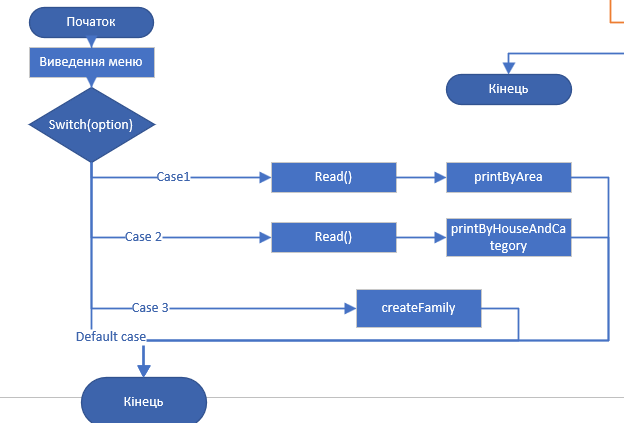 Початок
Виведення меню
Кінець
Switch(option)
Case1
Read()
printByArea
Case 2
Read()
printByHouseAndCa
tegory
Case 3
createFamily
Default case
Кінець